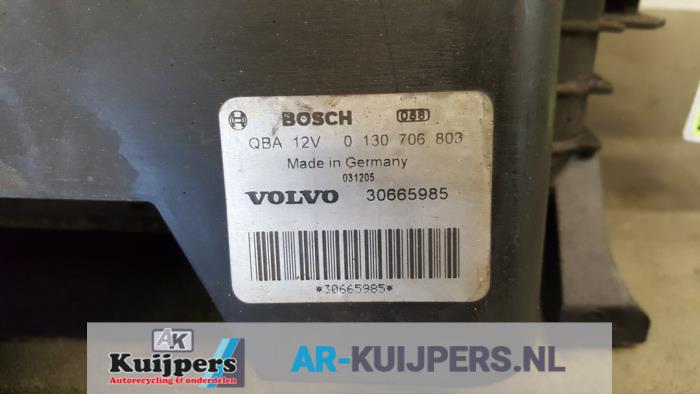 BOSCH 038
QBA 12V 0 130 706 803
Made in Germany
031205
VOLVO 30665985
*30665985*
AK
Kuijpers
Autorecycling & onderdelen
AR-KUIJPERS.NL